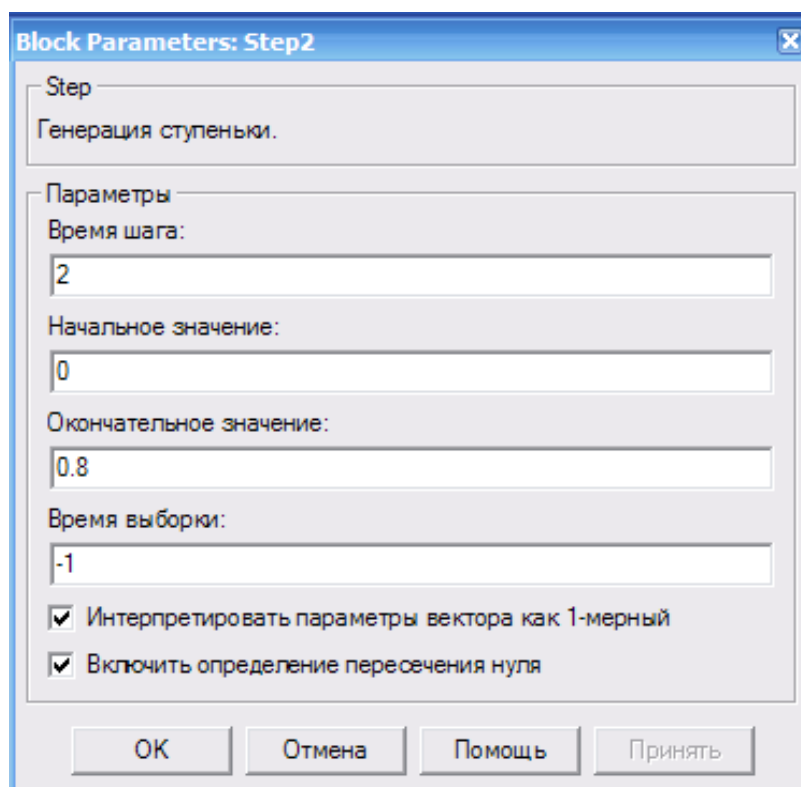 Block Parameters: Step2
Step
Генерация ступеньки.
Параметры
Время шага:
2
Начальное значение:
0
Окончательное значение:
0.8
Время выборки:
-1
Интерпретировать параметры вектора как 1-мерный
Включить определение пересечения нуля
OK Отмена Помощь Принять